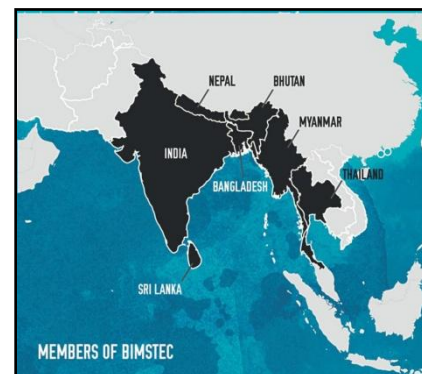 NEPAL
BHUTAN
MYANMAR
INDIA
BANGLADESH
THAILAND
SRI LANKA
MEMBERS OF BIMSTEC